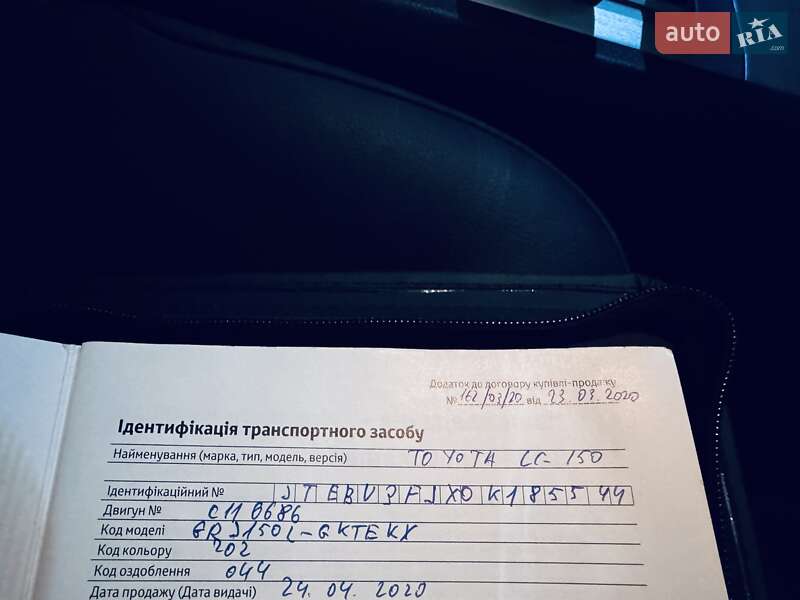 auto RIA .com
Додаток до договору купівлі-продажу
№ 162/03/20 від 23.03.2020
Ідентифікація транспортного засобу
Найменування (марка, тип, модель, версія) TOYOTA LC 150
Ідентифікаційний № JTEBU3FJX0K185544
Двигун № C110686
Код моделі GRJ150L-GKTEKX
Код кольору 202
Код оздоблення 044
Дата продажу (Дата видачі) 24. 04. 2020